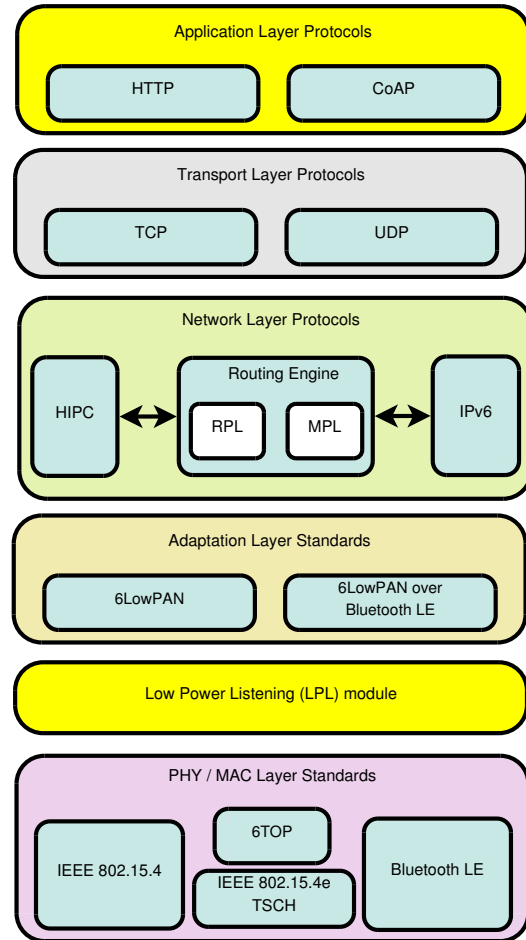 Application Layer Protocols
HTTP
CoAP
Transport Layer Protocols
TCP
UDP
Network Layer Protocols
HIPC
Routing Engine
RPL
MPL
IPv6
Adaptation Layer Standards
6LowPAN
6LowPAN over
Bluetooth LE
Low Power Listening (LPL) module
PHY / MAC Layer Standards
IEEE 802.15.4
6TOP
IEEE 802.15.4e
TSCH
Bluetooth LE